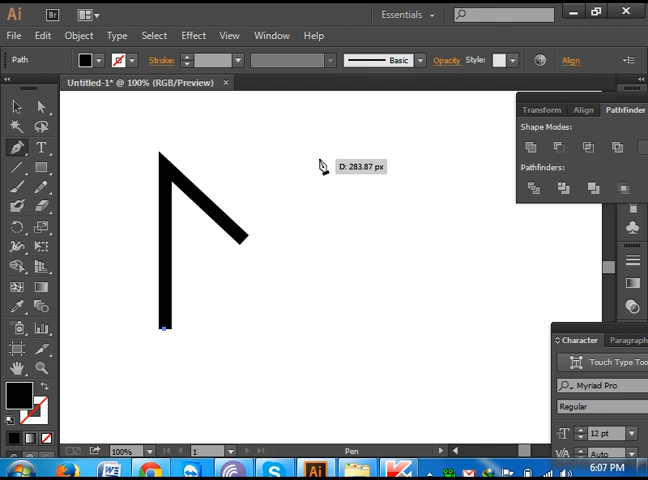 Ai Br Essentials
File Edit Object Type Select Effect View Window Help
Path Stroke: Basic Opacity Style: Align
Untitled-1* @ 100% (RGB/Preview) ×
Transform Align Pathfinder
Shape Modes:
D: 283.87 px
Pathfinders:
Character Paragraph
Touch Type Too
Myriad Pro
Regular
12 pt
Auto
100% 1 Pen
6:07 PM